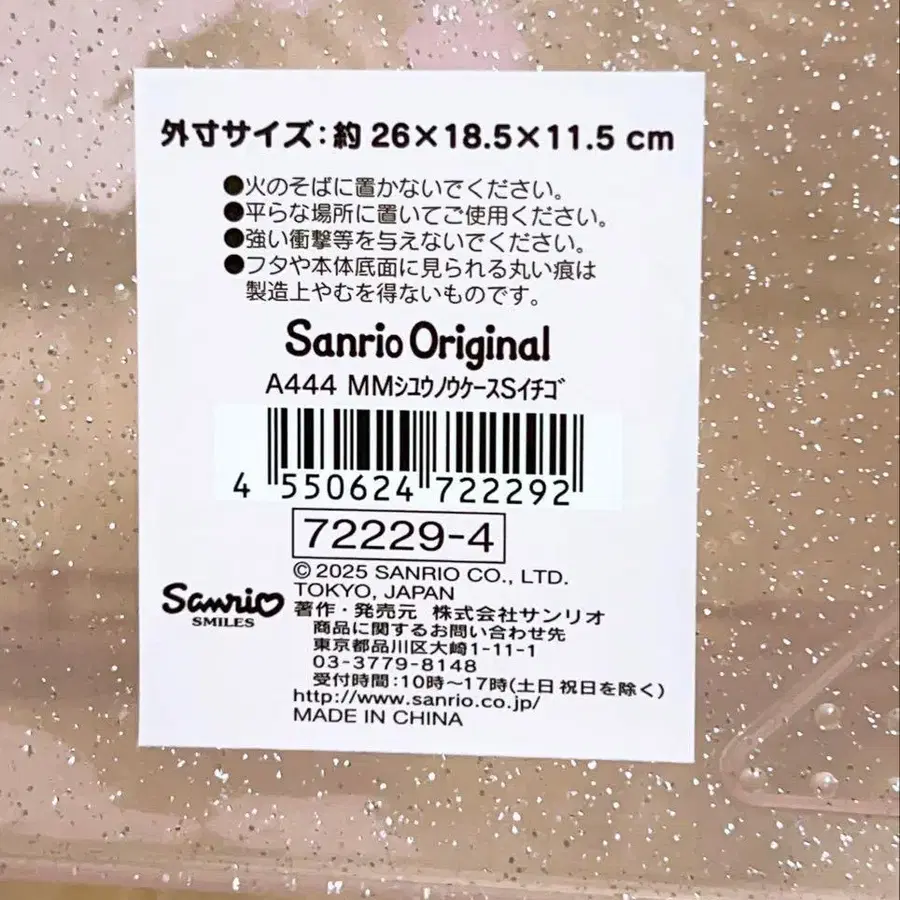 外寸サイズ：約 26×18.5×11.5 cm
●火のそばに置かないでください。
●平らな場所に置いてご使用ください。
●強い衝撃等を与えないでください。
●フタや本体底面に見られる丸い痕は
製造上やむを得ないものです。
Sanrio Original
A444 MMシユウノウケースSイチゴ
4 550624 722292
72229-4
© 2025 SANRIO CO., LTD.
TOKYO, JAPAN
Sanrio
SMILES
著作・発売元 株式会社サンリオ
商品に関するお問い合わせ先
東京都品川区大崎1-11-1
03-3779-8148
受付時間：10時～17時(土日 祝日を除く)
http://www.sanrio.co.jp/
MADE IN CHINA